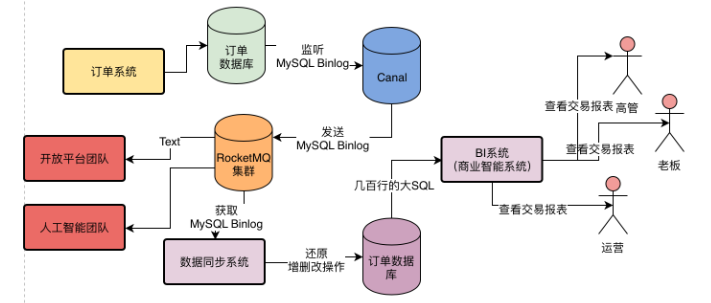 订单系统
订单
数据库
监听
MySQL Binlog
Canal
查看交易报表
高管
开放平台团队
Text
RocketMQ
集群
发送
MySQL Binlog
BI系统
（商业智能系统）
查看交易报表
老板
人工智能团队
获取
MySQL Binlog
几百行的大SQL
查看交易报表
运营
数据同步系统
还原
增删改操作
订单数据
库